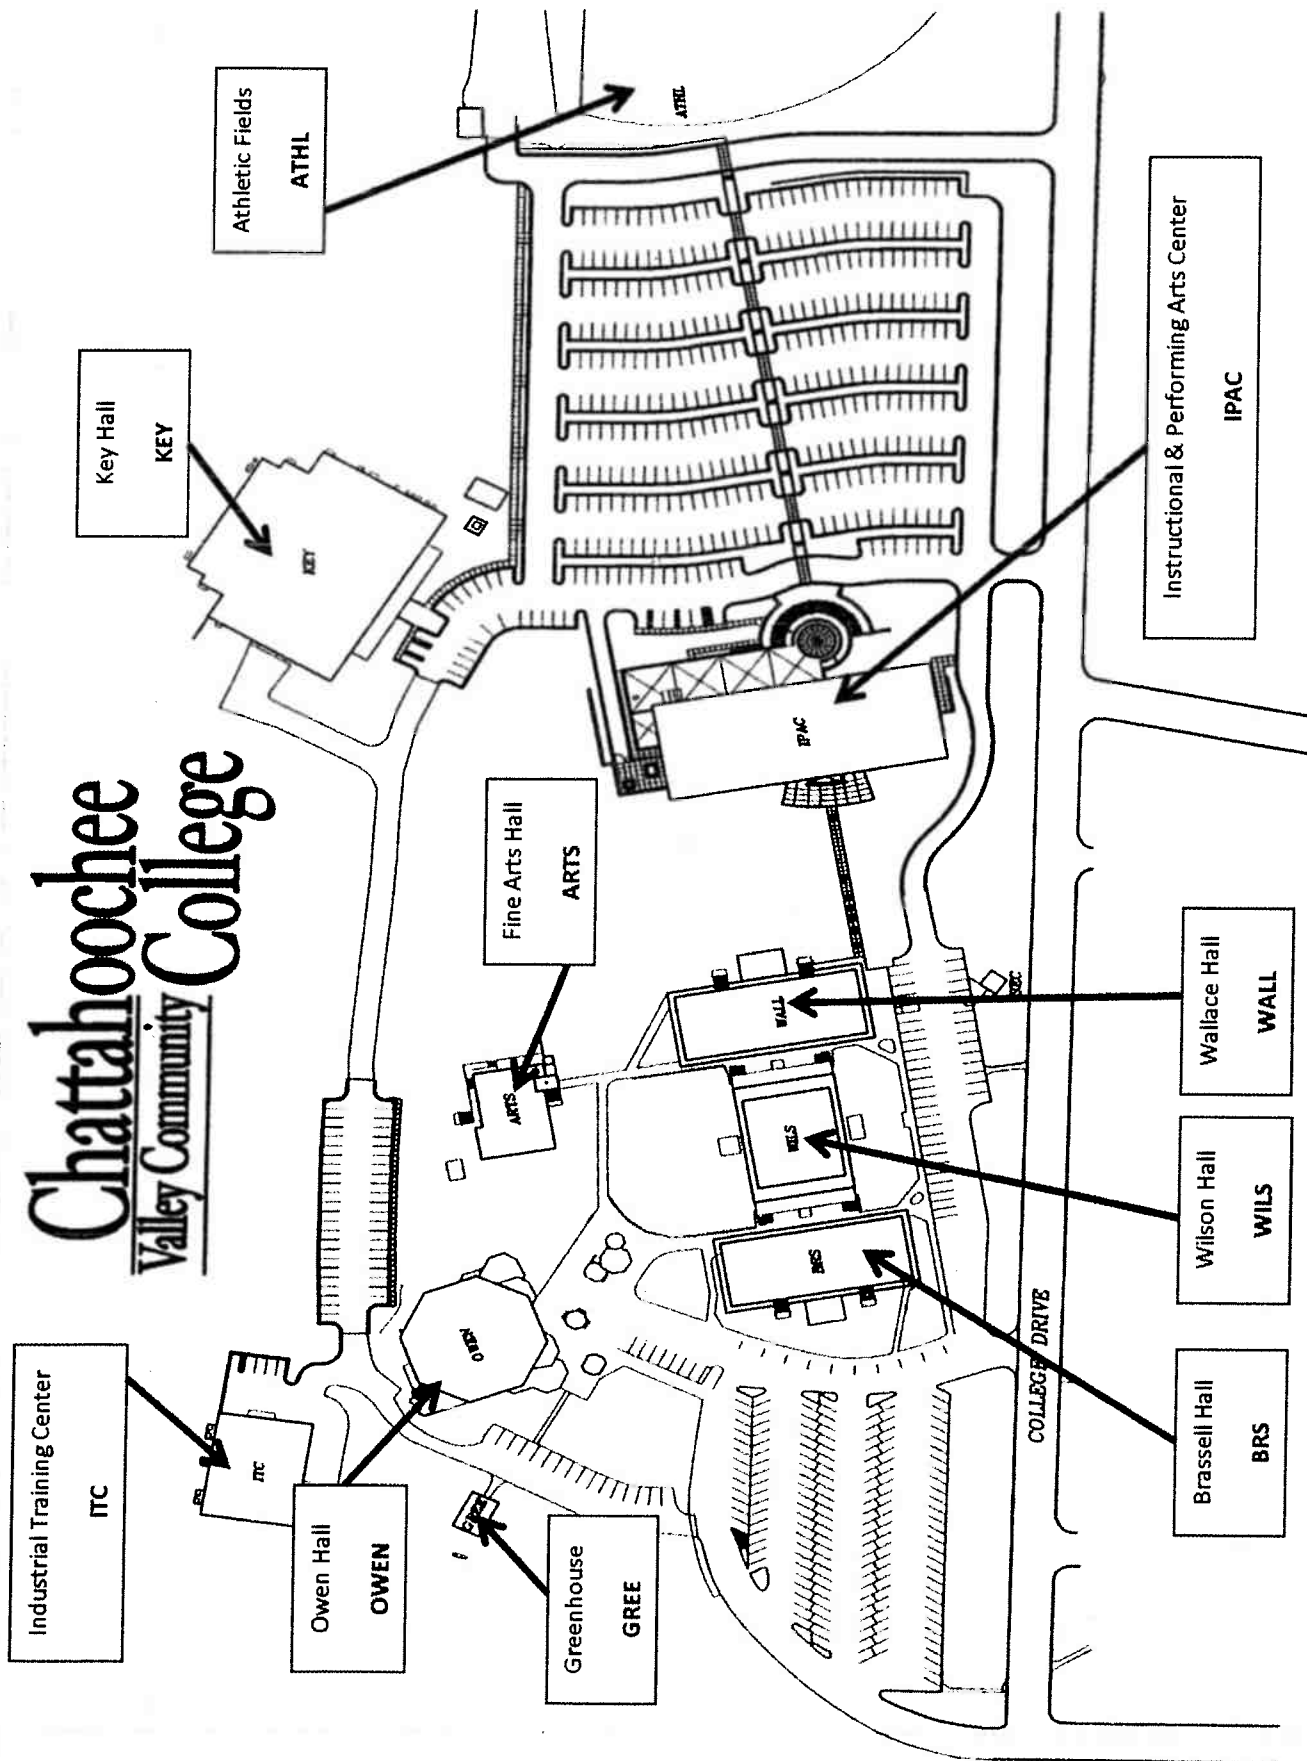 Chattahoochee
Valley Community College
Industrial Training Center
ITC
Owen Hall
OWEN
Greenhouse
GREE
Key Hall
KEY
Athletic Fields
ATHL
Fine Arts Hall
ARTS
Instructional & Performing Arts Center
IPAC
Wallace Hall
WALL
Wilson Hall
WILS
Brassell Hall
BRS
ITC
OWEN
GREE
ARTS
KEY
ATHL
IPAC
WALL
WILS
BRS
COLLEGE DRIVE